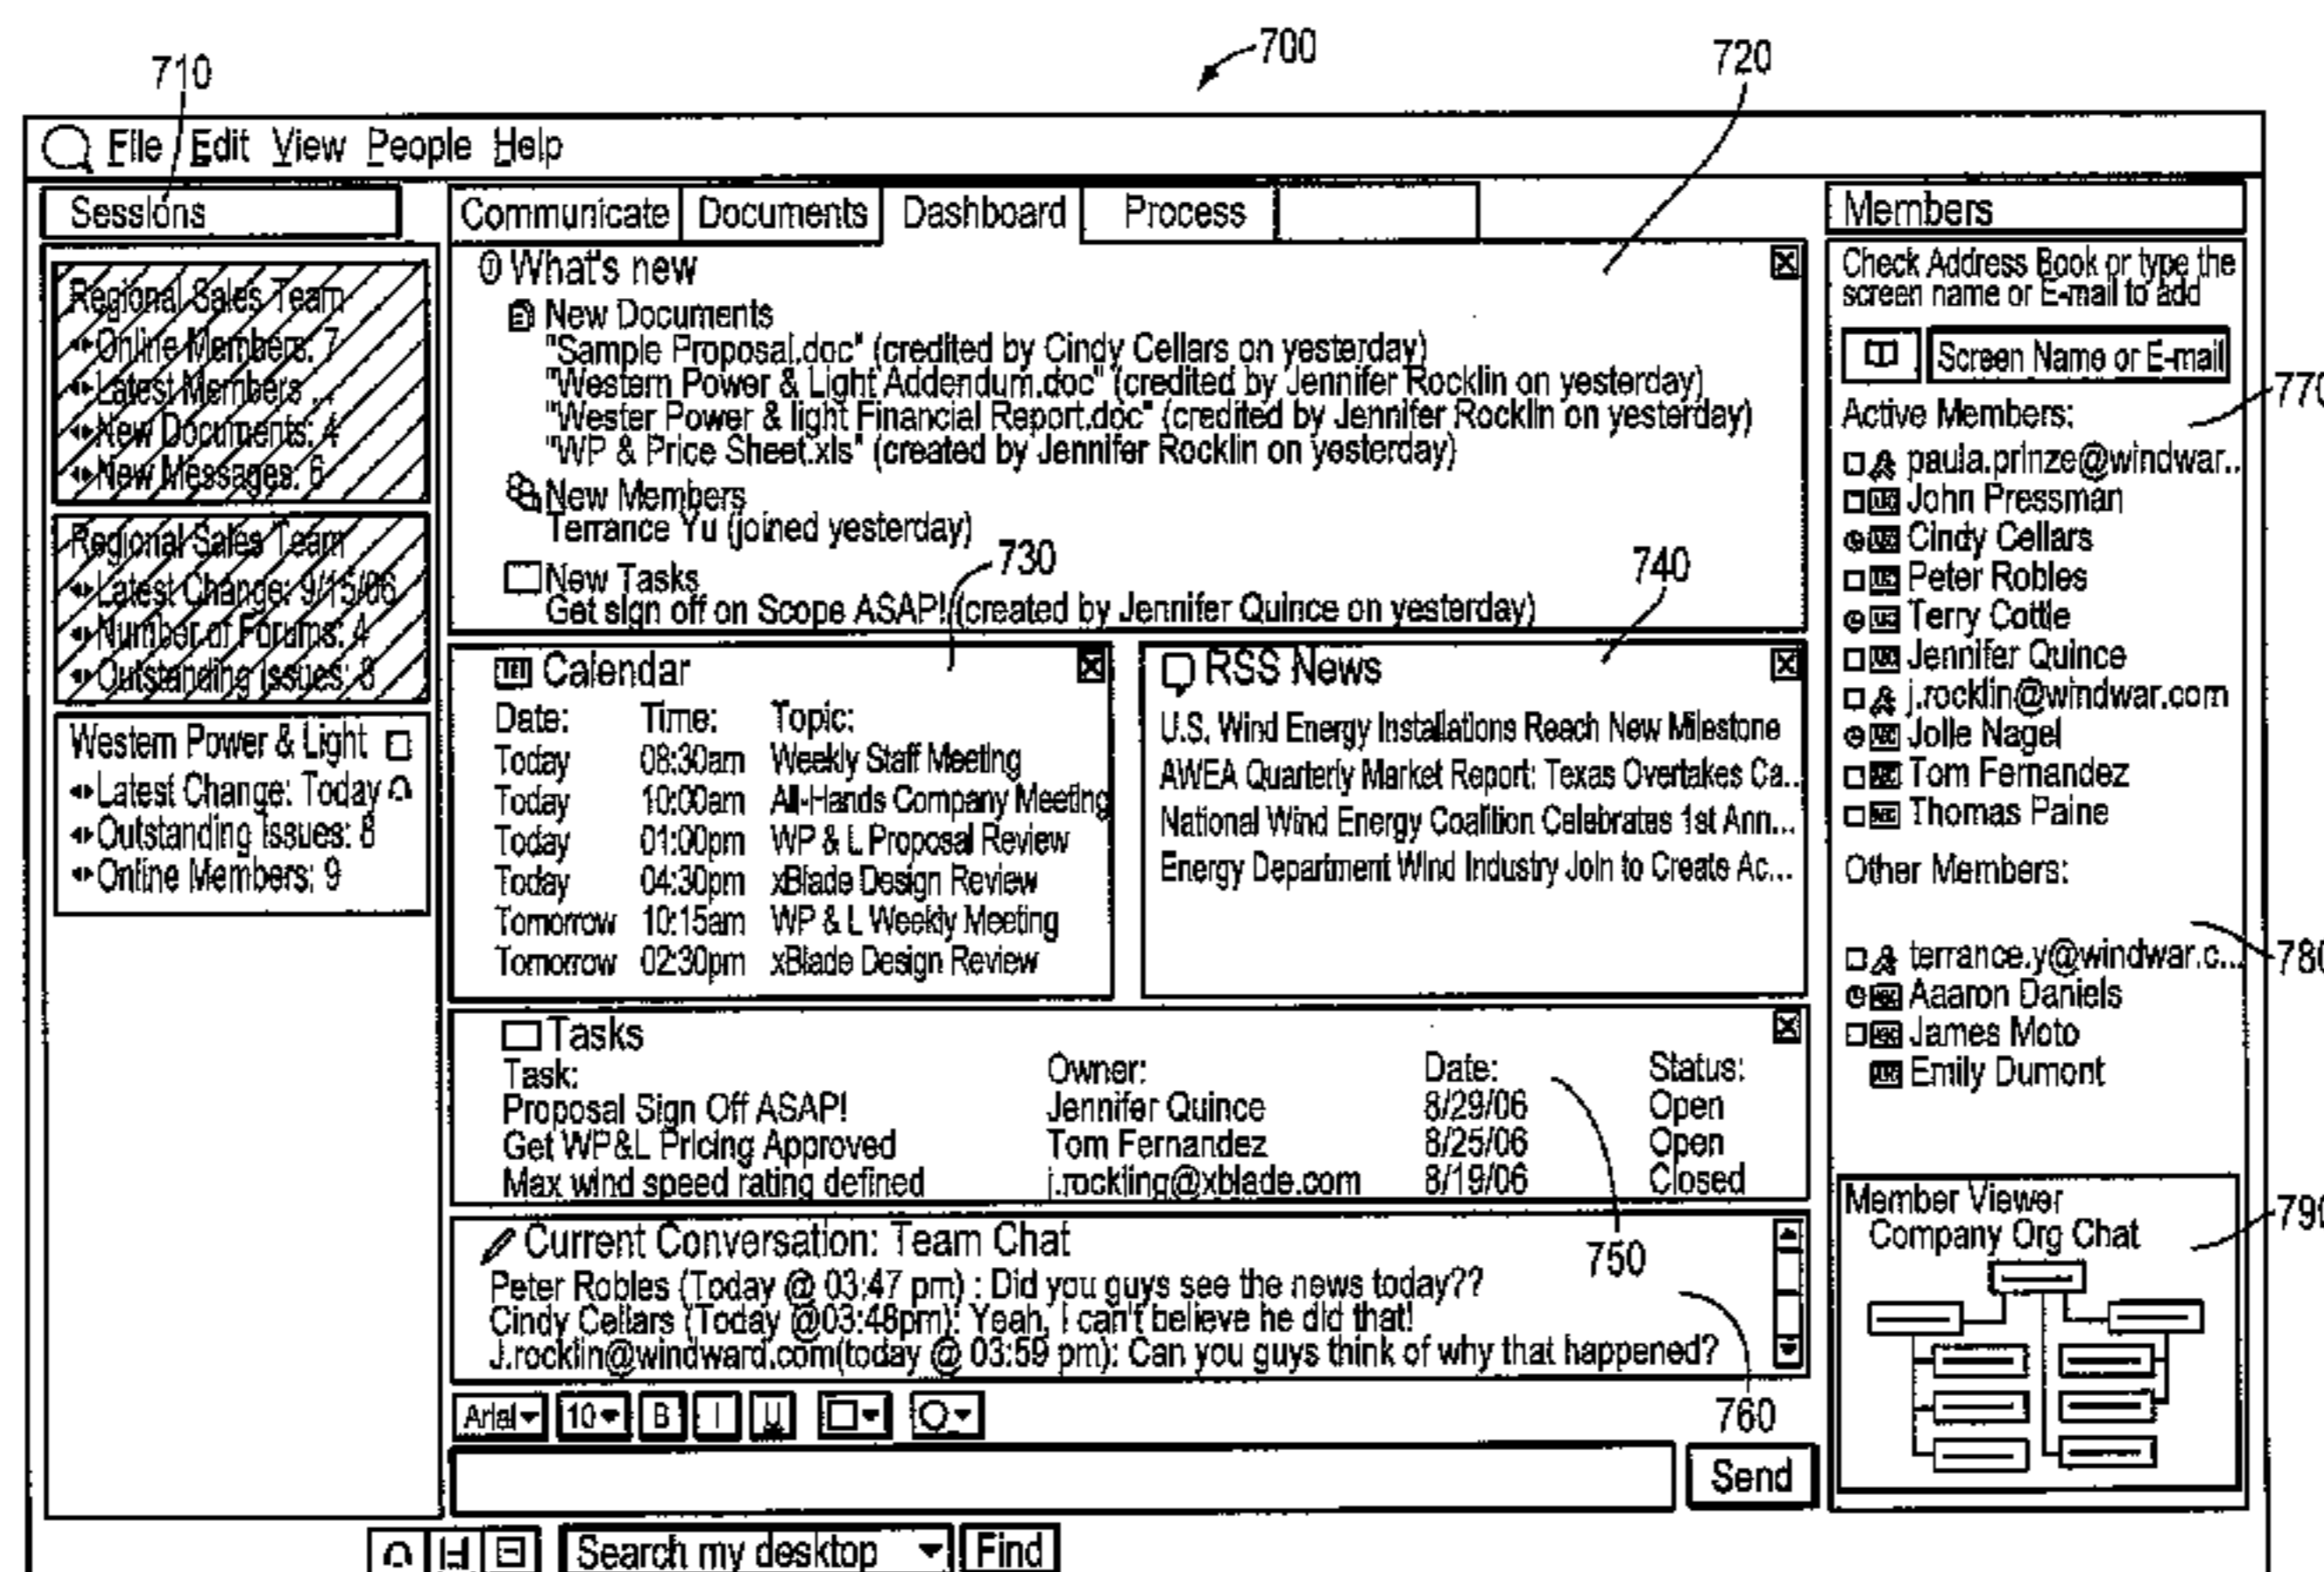 700
710
720
File Edit View People Help
Sessions
Regional Sales Team
Online Members: 7
Latest Members ...
New Documents: 4
New Messages: 6
Regional Sales Team
Latest Change: 9/15/06
Number of Forums: 4
Outstanding Issues: 8
Western Power & Light
Latest Change: Today
Outstanding Issues: 8
Online Members: 9
Communicate Documents Dashboard Process
What's new
New Documents
"Sample Proposal.doc" (credited by Cindy Cellars on yesterday)
"Western Power & Light Addendum.doc" (credited by Jennifer Rocklin on yesterday)
"Wester Power & light Financial Report.doc" (credited by Jennifer Rocklin on yesterday)
"WP & Price Sheet.xls" (created by Jennifer Rocklin on yesterday)
New Members
Terrance Yu (joined yesterday)
New Tasks
Get sign off on Scope ASAP! (created by Jennifer Quince on yesterday)
730
740
Calendar
Date: Time: Topic:
Today 08:30am Weekly Staff Meeting
Today 10:00am All-Hands Company Meeting
Today 01:00pm WP & L Proposal Review
Today 04:30pm xBlade Design Review
Tomorrow 10:15am WP & L Weekly Meeting
Tomorrow 02:30pm xBlade Design Review
RSS News
U.S. Wind Energy Installations Reach New Milestone
AWEA Quarterly Market Report: Texas Overtakes Ca...
National Wind Energy Coalition Celebrates 1st Ann...
Energy Department Wind Industry Join to Create Ac...
Tasks
Task: Owner: Date: Status:
Proposal Sign Off ASAP! Jennifer Quince 8/29/06 Open
Get WP&L Pricing Approved Tom Fernandez 8/25/06 Open
Max wind speed rating defined j.rockling@xblade.com 8/19/06 Closed
750
Current Conversation: Team Chat
Peter Robles (Today @ 03:47 pm) : Did you guys see the news today??
Cindy Cellars (Today @03:48pm): Yeah, I can't believe he did that!
J.rocklin@windward.com(today @ 03:59 pm): Can you guys think of why that happened?
760
Arial 10 B I U
Send
Search my desktop Find
Members
Check Address Book or type the
screen name or E-mail to add
Screen Name or E-mail
770
Active Members:
paula.prinze@windwar..
John Pressman
Cindy Cellars
Peter Robles
Terry Cottle
Jennifer Quince
j.rocklin@windwar.com
Jolle Nagel
Tom Fernandez
Thomas Paine
Other Members:
780
terrance.y@windwar.c...
Aaaron Daniels
James Moto
Emily Dumont
Member Viewer
790
Company Org Chat